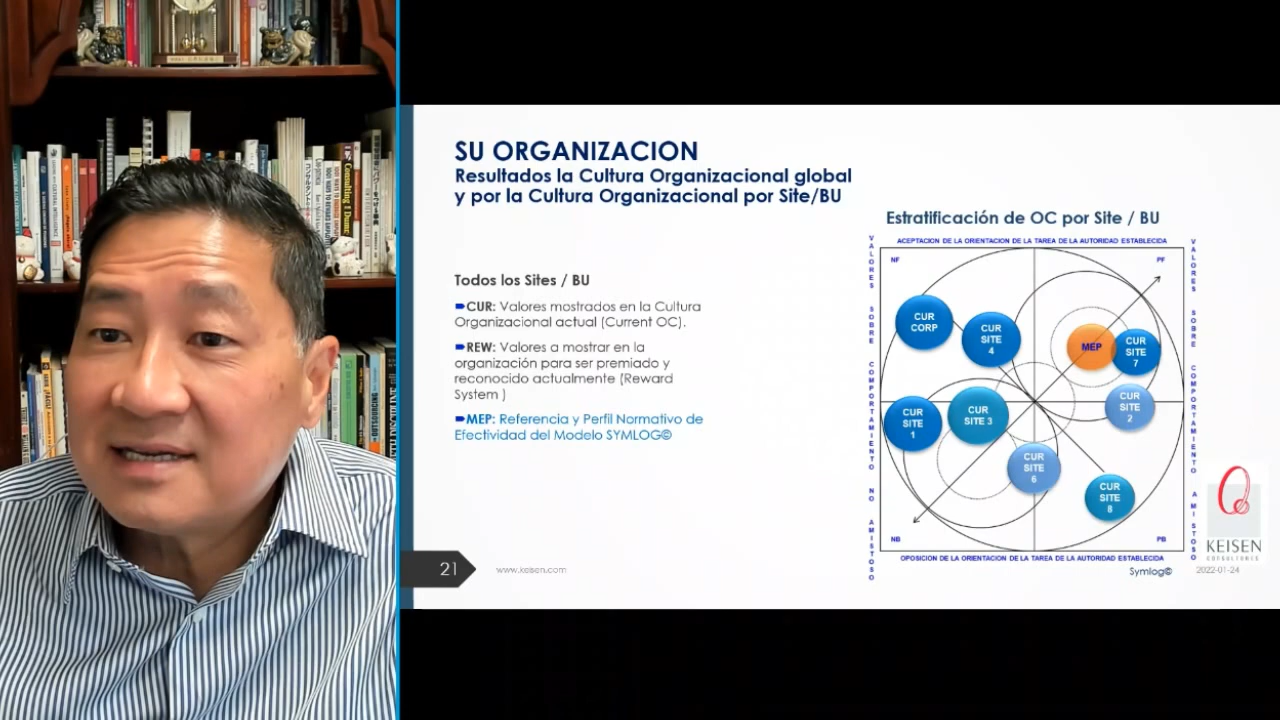 SU ORGANIZACION
Resultados la Cultura Organizacional global
y por la Cultura Organizacional por Site/BU
Estratificación de OC por Site / BU
Todos los Sites / BU
CUR: Valores mostrados en la Cultura
Organizacional actual (Current OC).
REW: Valores a mostrar en la
organización para ser premiado y
reconocido actualmente (Reward
System )
MEP: Referencia y Perfil Normativo de
Efectividad del Modelo SYMLOG©
ACEPTACION DE LA ORIENTACION DE LA TAREA DE LA AUTORIDAD ESTABLECIDA
VALORES SOBRE COMPORTAMIENTO NO AMISTOSO
NF
PF
CUR
CORP
CUR
SITE
4
MEP
CUR
SITE
7
CUR
SITE
1
CUR
SITE 3
CUR
SITE
2
CUR
SITE
6
CUR
SITE
8
NB
PB
VALORES SOBRE COMPORTAMIENTO AMISTOSO
OPOSICION DE LA ORIENTACION DE LA TAREA DE LA AUTORIDAD ESTABLECIDA
Symlog©
KEISEN
CONSULTORES
2022-01-24
21
www.keisen.com